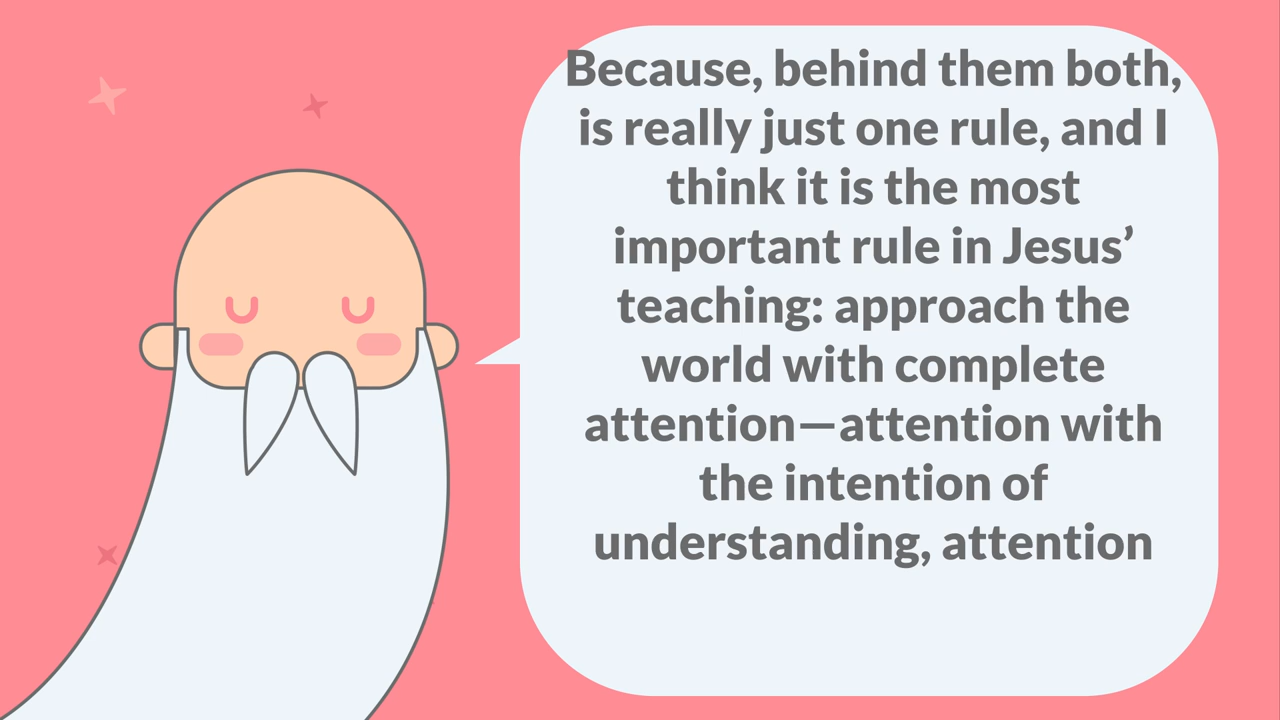 Because, behind them both,
is really just one rule, and I
think it is the most
important rule in Jesus’
teaching: approach the
world with complete
attention—attention with
the intention of
understanding, attention